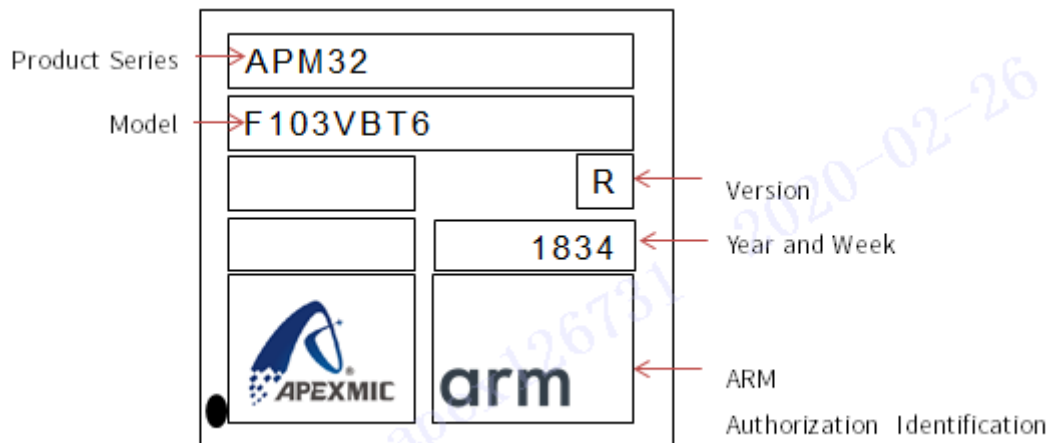 Product Series
APM32
Model
F103VBT6
R
Version
1834
Year and Week
APEXMIC®
arm
ARM
Authorization Identification
2020-02-26